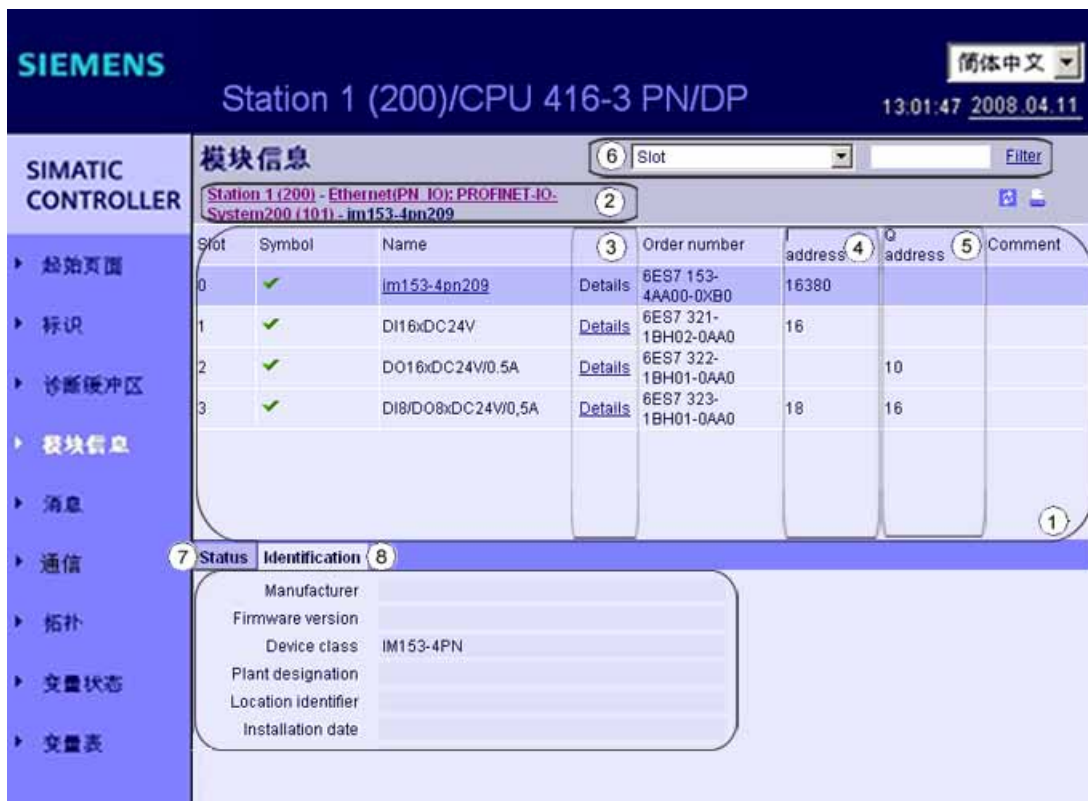 SIEMENS
Station 1 (200)/CPU 416-3 PN/DP
简体中文
13:01:47 2008.04.11
SIMATIC
CONTROLLER
起始页面
标识
诊断缓冲区
模块信息
消息
通信
拓扑
变量状态
变量表
模块信息
6 Slot Filter
Station 1 (200) - Ethernet(PN_IO): PROFINET-IO-
System200 (101) - im153-4pn209
2
Slot Symbol Name 3 Order number I address 4 Q address 5 Comment
0 im153-4pn209 Details 6ES7 153-
4AA00-0XB0 16380
1 DI16xDC24V Details 6ES7 321-
1BH02-0AA0 16
2 DO16xDC24V/0.5A Details 6ES7 322-
1BH01-0AA0 10
3 DI8/DO8xDC24V/0,5A Details 6ES7 323-
1BH01-0AA0 18 16
1
7 Status Identification 8
Manufacturer
Firmware version
Device class IM153-4PN
Plant designation
Location identifier
Installation date